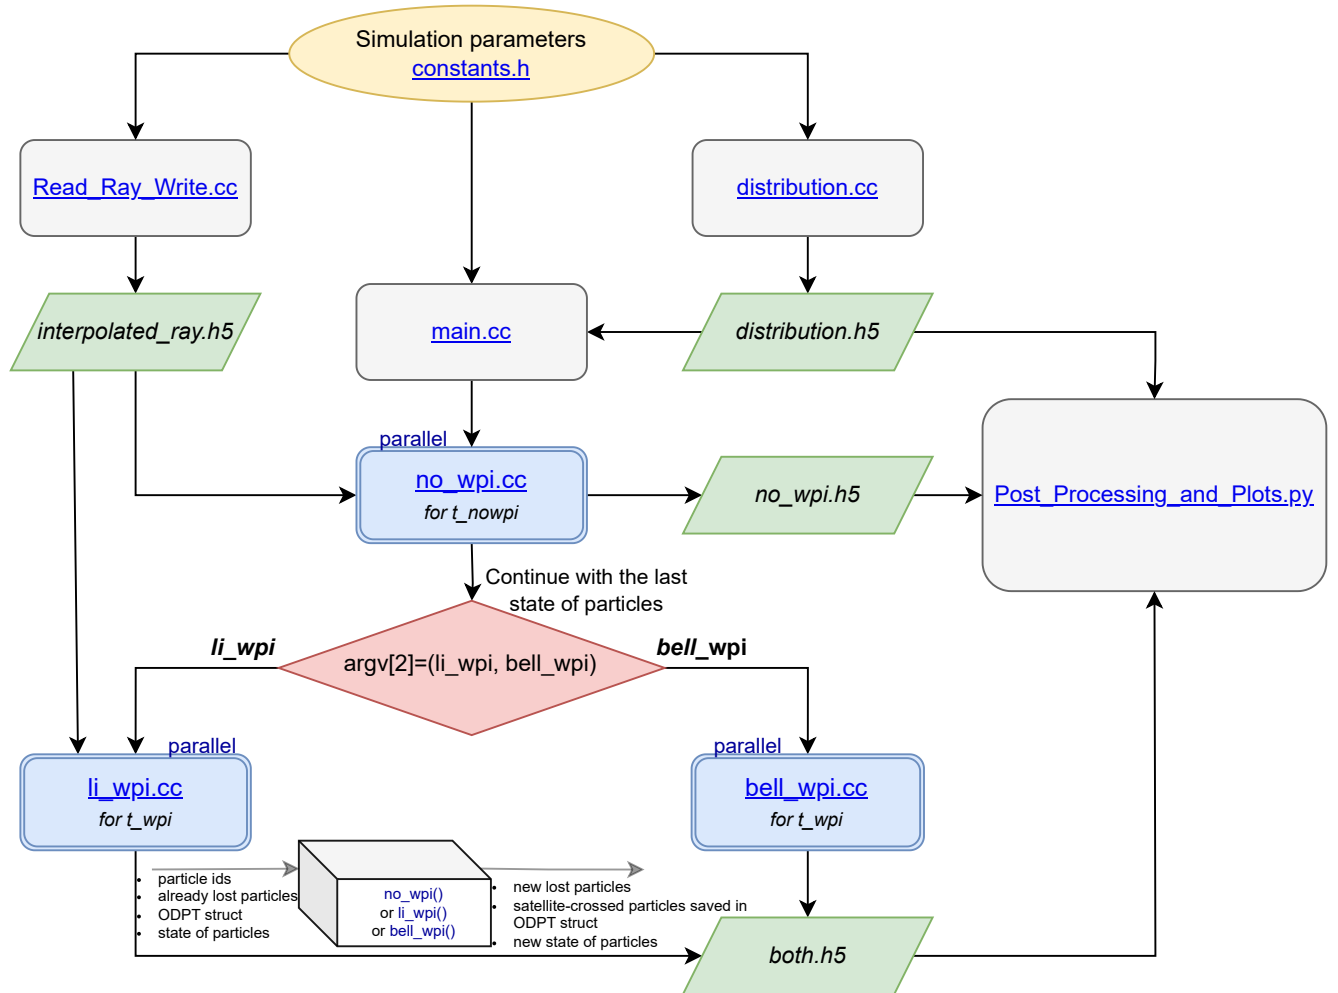 Simulation parameters
constants.h
Read_Ray_Write.cc
distribution.cc
interpolated_ray.h5
main.cc
distribution.h5
parallel
no_wpi.cc
for t_nowpi
no_wpi.h5
Post_Processing_and_Plots.py
Continue with the last
state of particles
li_wpi
bell_wpi
argv[2]=(li_wpi, bell_wpi)
parallel
li_wpi.cc
for t_wpi
parallel
bell_wpi.cc
for t_wpi
• particle ids
• already lost particles
• ODPT struct
• state of particles
no_wpi()
or li_wpi()
or bell_wpi()
• new lost particles
• satellite-crossed particles saved in
ODPT struct
• new state of particles
both.h5